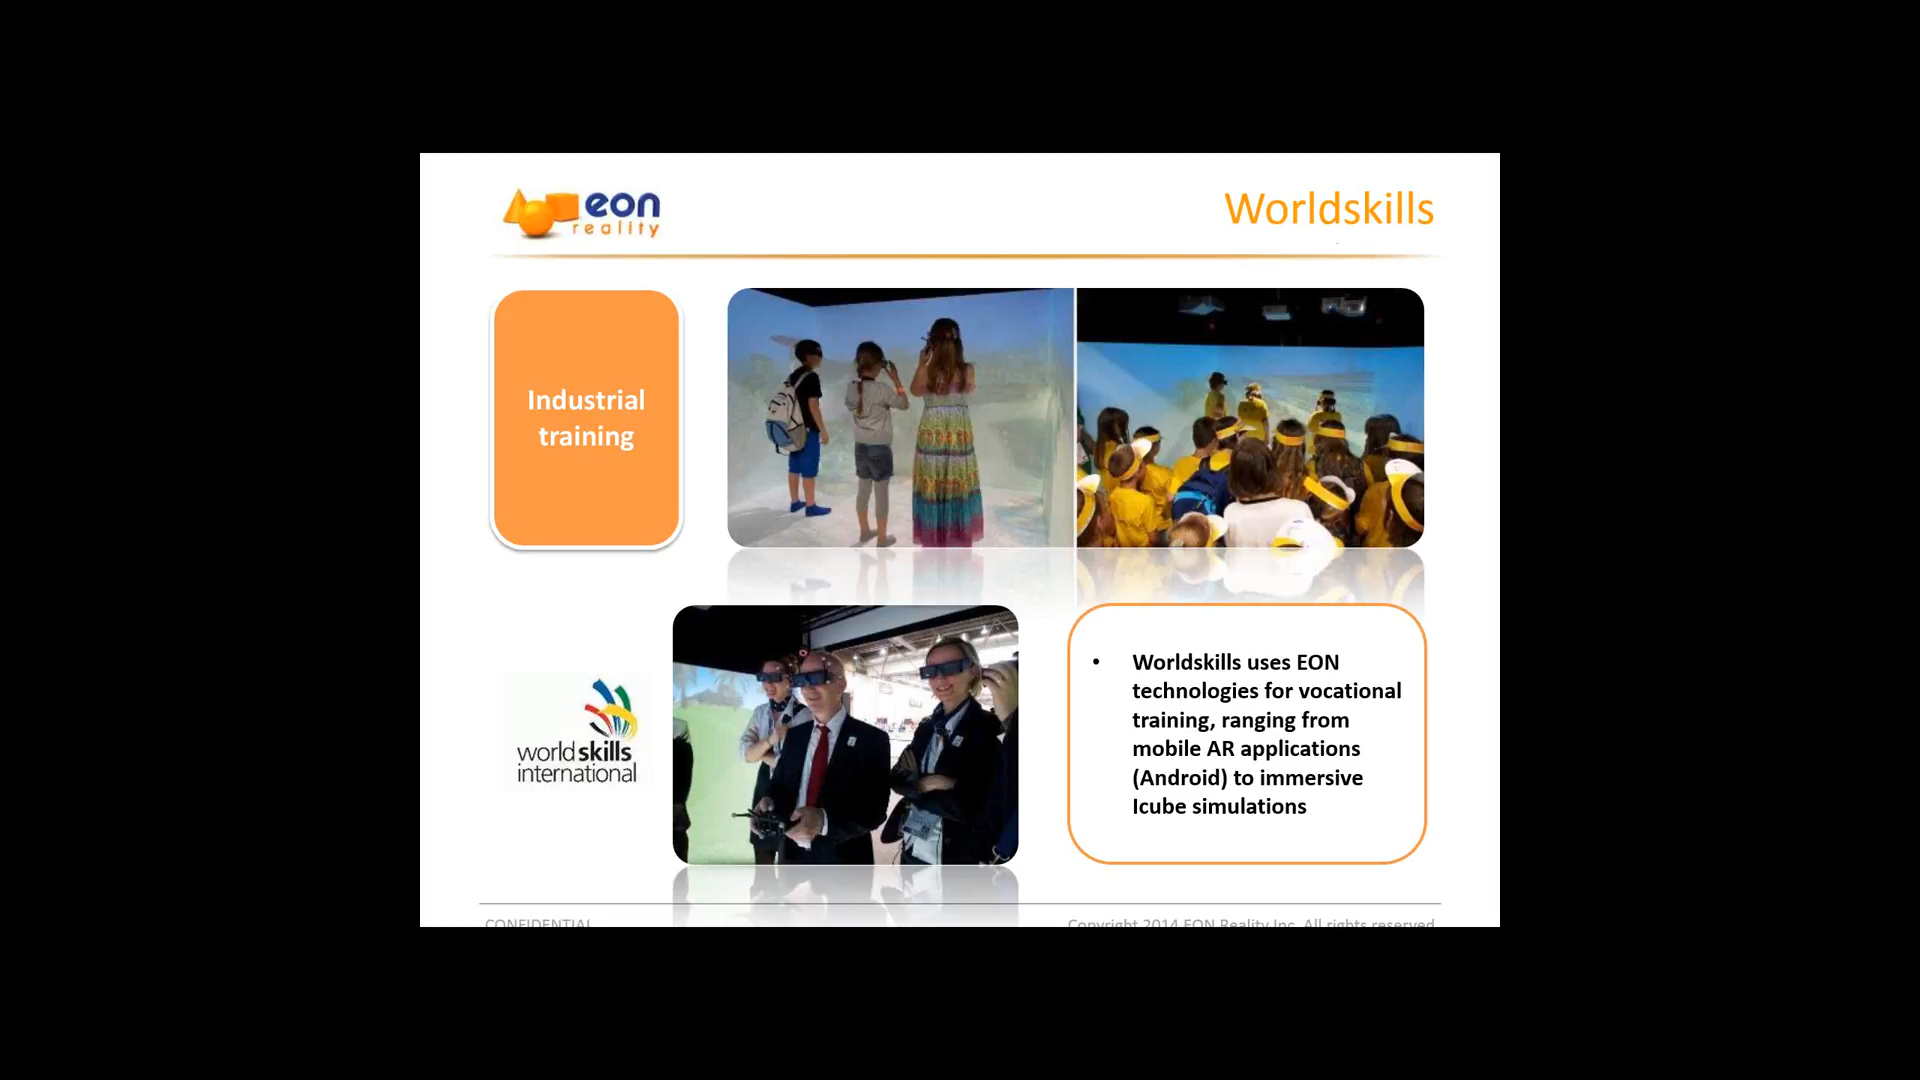 eon
reality
Worldskills
Industrial
training
worldskills
international
• Worldskills uses EON
technologies for vocational
training, ranging from
mobile AR applications
(Android) to immersive
Icube simulations
CONFIDENTIAL
Copyright 2014 EON Reality Inc. All rights reserved